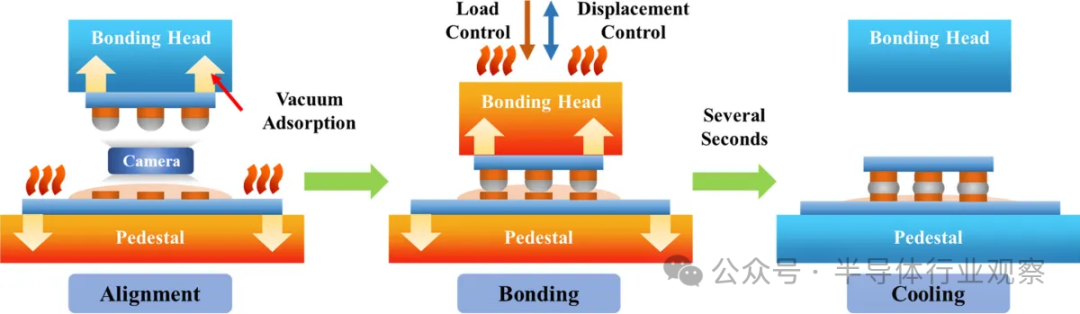 Bonding Head
Vacuum
Adsorption
Camera
Pedestal
Alignment
Load
Control
Displacement
Control
Bonding Head
Pedestal
Bonding
Several
Seconds
Bonding Head
Pedestal
公众号 · 半导体行业观察
Cooling